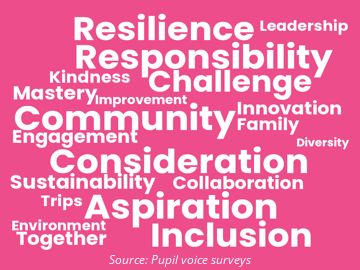 Resilience Leadership
Responsibility
Kindness Challenge
Mastery Improvement
Community Innovation
Family
Engagement
Diversity
Consideration
Sustainability Collaboration
Trips Aspiration
Environment
Together Inclusion
Source: Pupil voice surveys